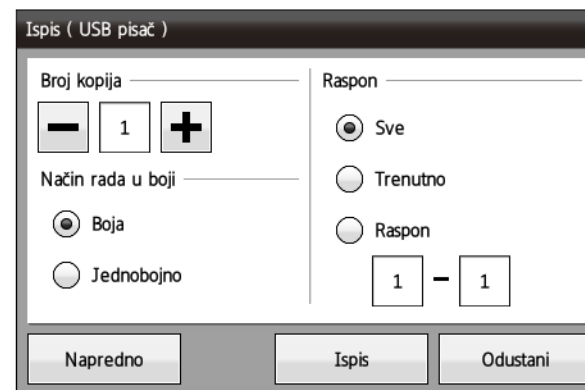 Ispis ( USB pisač )
Broj kopija
1
Način rada u boji
Boja
Jednobojno
Raspon
Sve
Trenutno
Raspon
1 – 1
Napredno
Ispis
Odustani